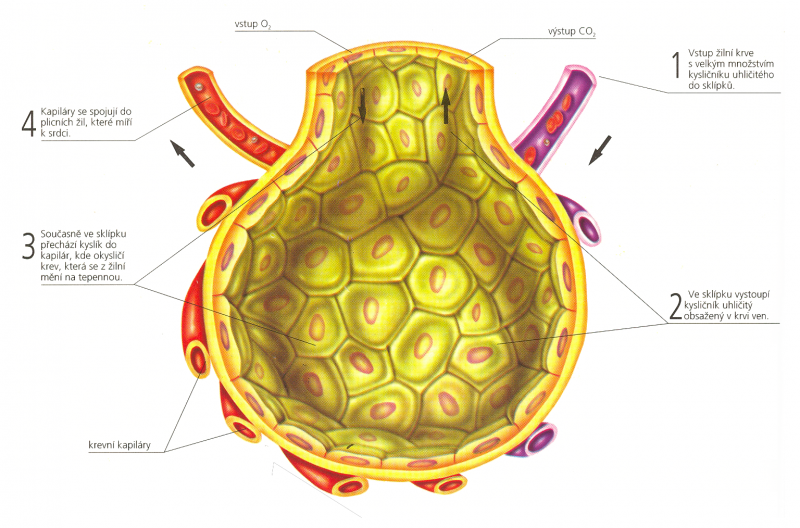 vstup O₂
výstup CO₂
1
Vstup žilní krve
s velkým množstvím
kysličníku uhličitého
do sklípků.
4
Kapiláry se spojují do
plicních žil, které míří
k srdci.
3
Současně ve sklípku
přechází kyslík do
kapilár, kde okysličí
krev, která se z žilní
mění na tepennou.
2
Ve sklípku vystoupí
kysličník uhličitý
obsažený v krvi ven.
krevní kapiláry